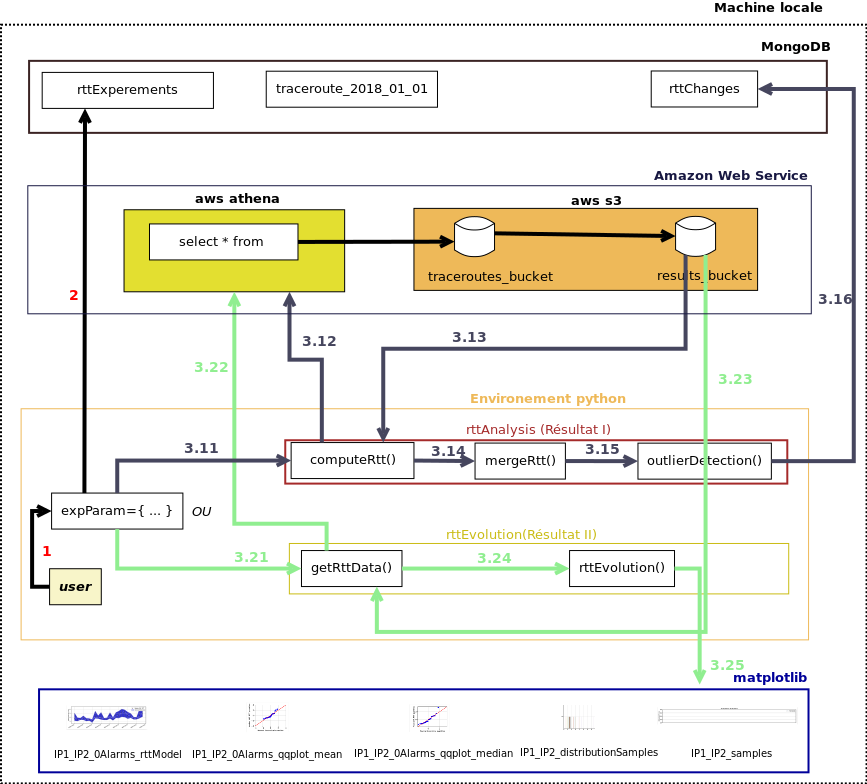 Machine locale
MongoDB
rttExperements
traceroute_2018_01_01
rttChanges
Amazon Web Service
aws athena
aws s3
select * from
traceroutes_bucket
results_bucket
2
3.16
3.12
3.13
3.22
3.23
Environement python
rttAnalysis (Résultat I)
3.11
computeRtt()
3.14
mergeRtt()
3.15
outlierDetection()
expParam={ ... }
OU
rttEvolution(Résultat II)
1
3.21
getRttData()
3.24
rttEvolution()
user
3.25
matplotlib
IP1_IP2_0Alarms_rttModel
IP1_IP2_0Alarms_qqplot_mean
IP1_IP2_0Alarms_qqplot_median
IP1_IP2_distributionSamples
IP1_IP2_samples